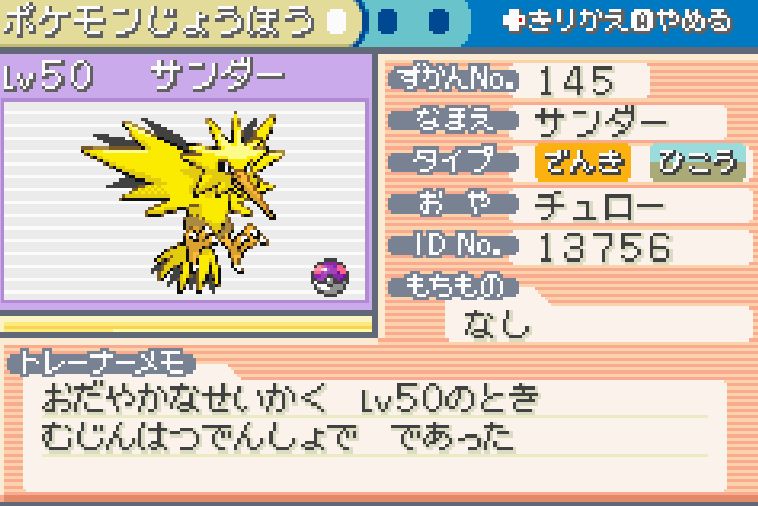 ポケモンじょうほう
きりかえ
やめる
Lv50 サンダー
ずかんNo. 145
なまえ サンダー
タイプ でんき ひこう
おや チュロー
ID No. 13756
もちもの
なし
トレーナーメモ
おだやかなせいかく Lv50のとき
むじんはつでんしょで であった